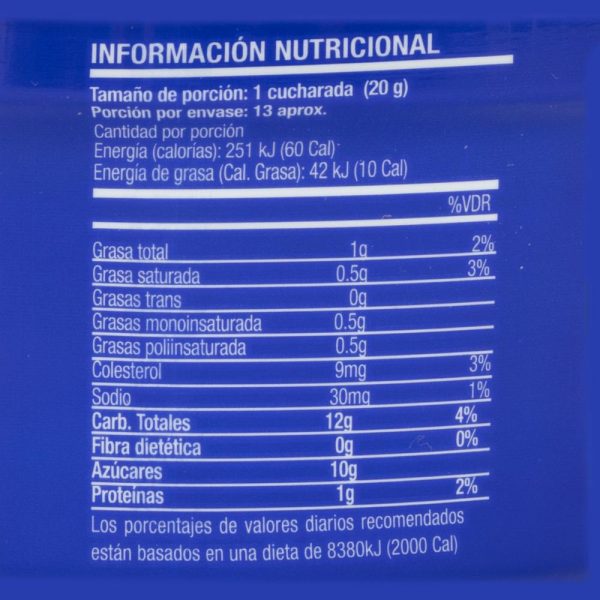 INFORMACIÓN NUTRICIONAL
Tamaño de porción: 1 cucharada (20 g)
Porción por envase: 13 aprox.
Cantidad por porción
Energía (calorías): 251 kJ (60 Cal)
Energía de grasa (Cal. Grasa): 42 kJ (10 Cal)
%VDR
Grasa total 1g 2%
Grasa saturada 0.5g 3%
Grasas trans 0g
Grasas monoinsaturada 0.5g
Grasas poliinsaturada 0.5g
Colesterol 9mg 3%
Sodio 30mg 1%
Carb. Totales 12g 4%
Fibra dietética 0g 0%
Azúcares 10g
Proteínas 1g 2%
Los porcentajes de valores diarios recomendados
están basados en una dieta de 8380kJ (2000 Cal)